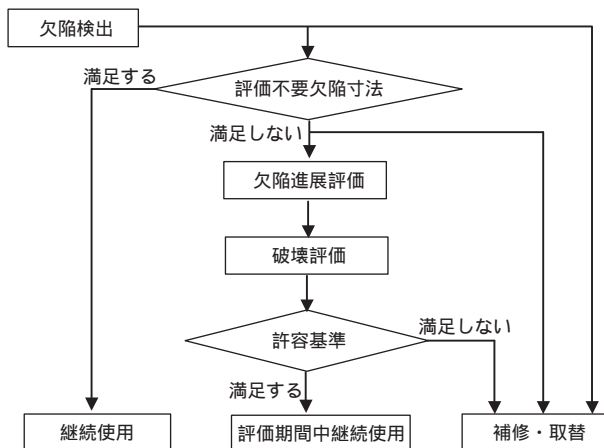 欠陥検出
満足する
評価不要欠陥寸法
満足しない
欠陥進展評価
破壊評価
許容基準
満足しない
満足する
継続使用
評価期間中継続使用
補修・取替